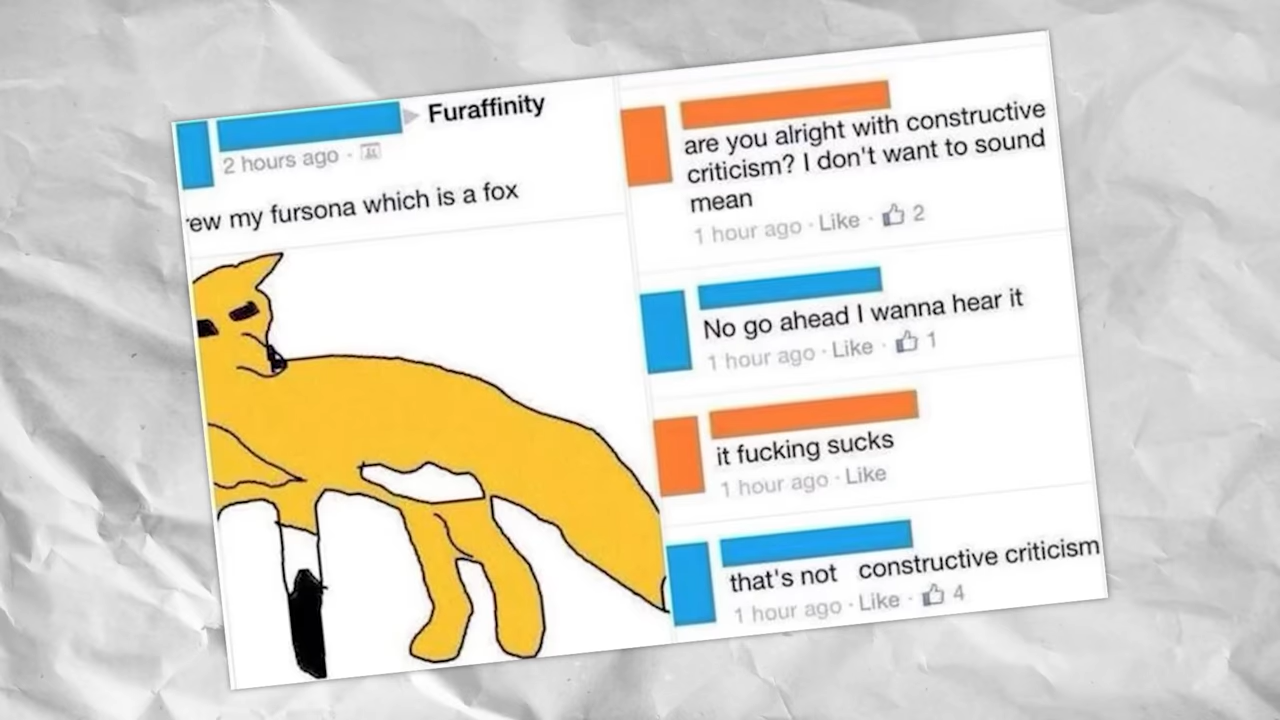 Furaffinity
2 hours ago ·
rew my fursona which is a fox
are you alright with constructive
criticism? I don't want to sound
mean
1 hour ago · Like · 2
No go ahead I wanna hear it
1 hour ago · Like · 1
it fucking sucks
1 hour ago · Like
that's not constructive criticism
1 hour ago · Like · 4